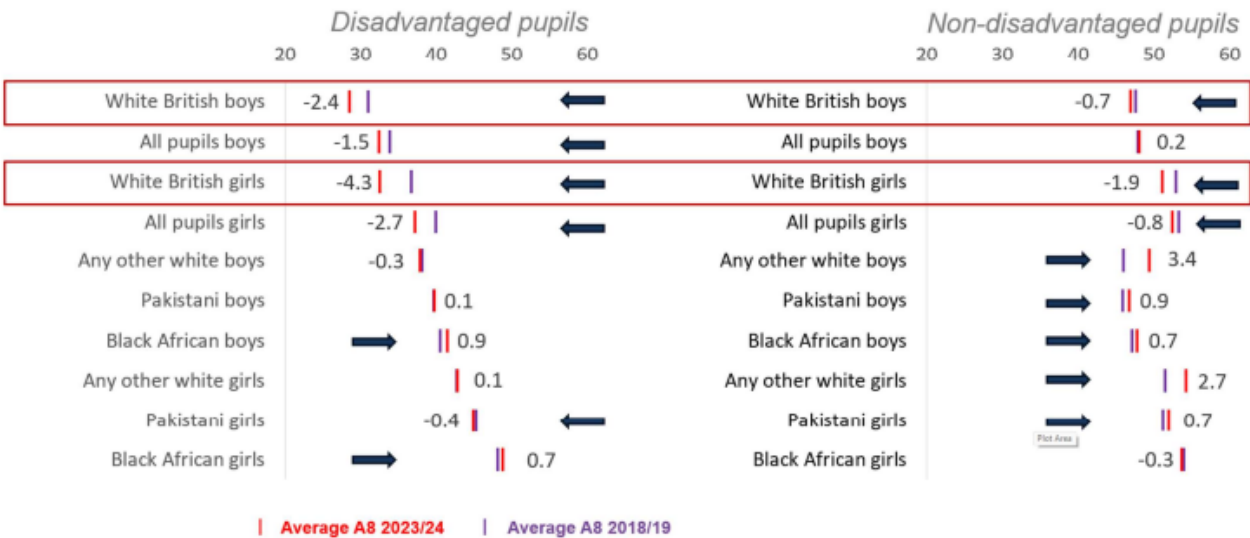 Disadvantaged pupils Non-disadvantaged pupils
20 30 40 50 60 20 30 40 50 60
White British boys -2.4 White British boys -0.7
All pupils boys -1.5 All pupils boys 0.2
White British girls -4.3 White British girls -1.9
All pupils girls -2.7 All pupils girls -0.8
Any other white boys -0.3 Any other white boys 3.4
Pakistani boys 0.1 Pakistani boys 0.9
Black African boys 0.9 Black African boys 0.7
Any other white girls 0.1 Any other white girls 2.7
Pakistani girls -0.4 Pakistani girls 0.7
Plot Area
Black African girls 0.7 Black African girls -0.3
Average A8 2023/24 Average A8 2018/19